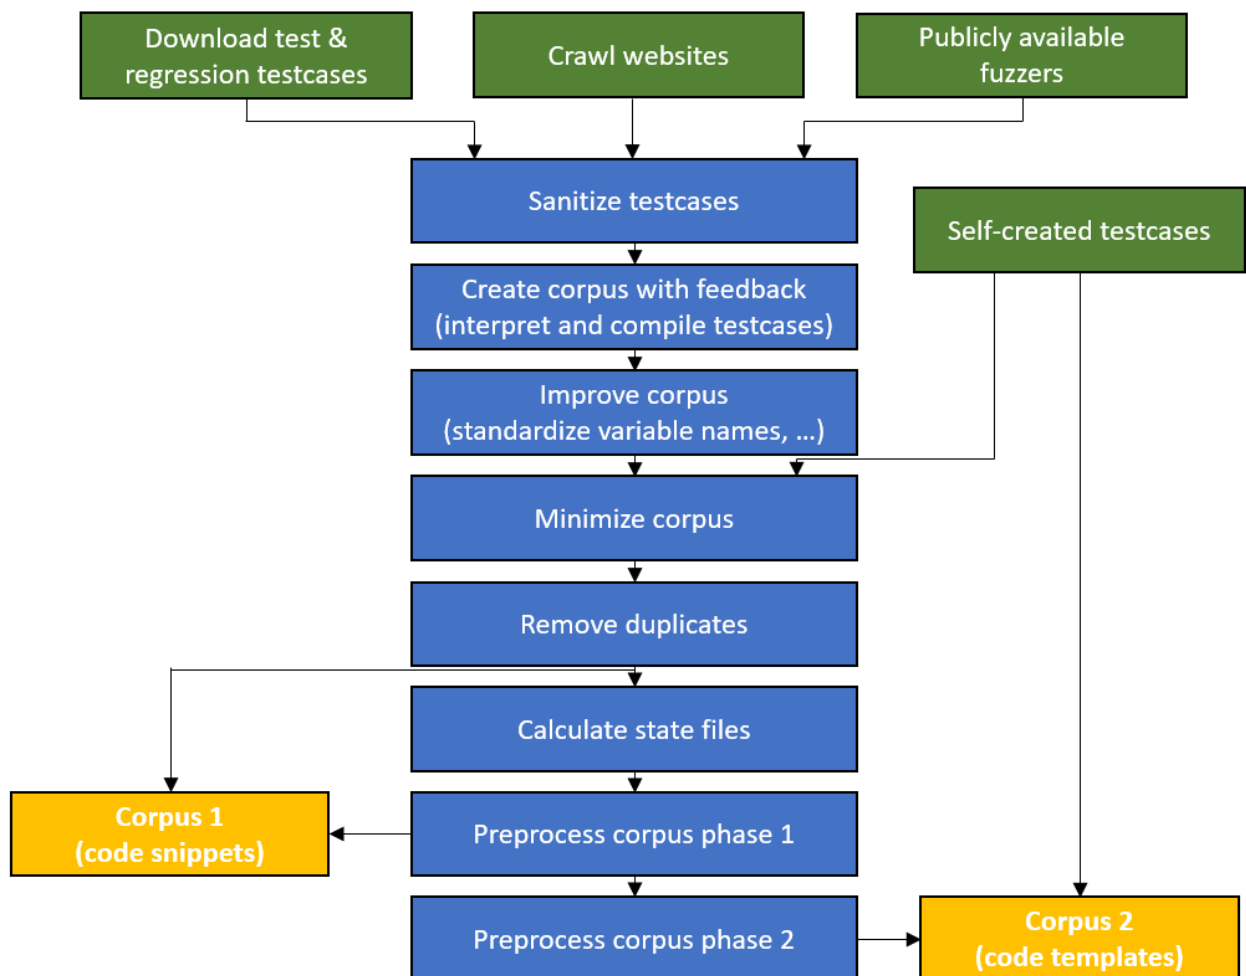 Download test &
regression testcases
Crawl websites
Publicly available
fuzzers
Sanitize testcases
Self-created testcases
Create corpus with feedback
(interpret and compile testcases)
Improve corpus
(standardize variable names, ...)
Minimize corpus
Remove duplicates
Calculate state files
Corpus 1
(code snippets)
Preprocess corpus phase 1
Preprocess corpus phase 2
Corpus 2
(code templates)